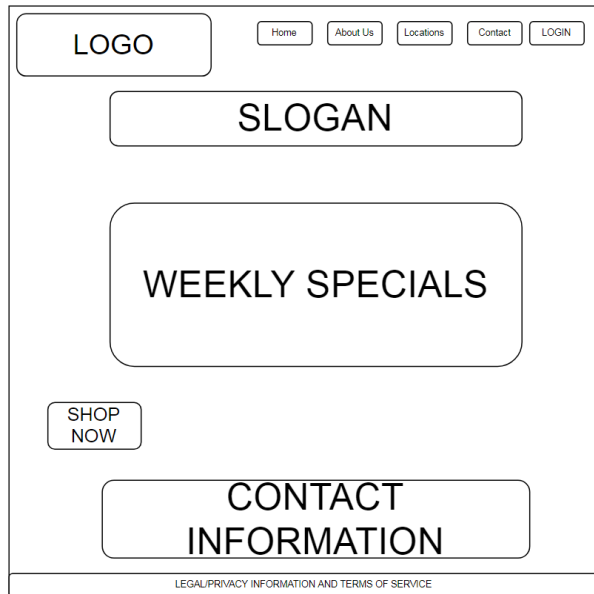 LOGO
Home
About Us
Locations
Contact
LOGIN
SLOGAN
WEEKLY SPECIALS
SHOP
NOW
CONTACT
INFORMATION
LEGAL/PRIVACY INFORMATION AND TERMS OF SERVICE